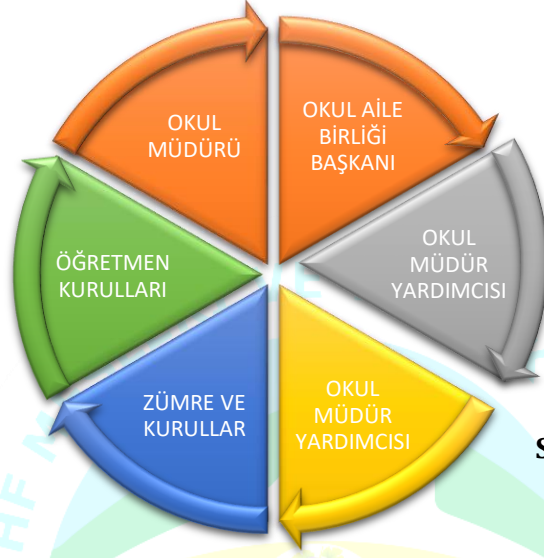 OKUL
MÜDÜRÜ
OKUL AİLE
BİRLİĞİ
BAŞKANI
OKUL
MÜDÜR
YARDIMCISI
OKUL
MÜDÜR
YARDIMCISI
ZÜMRE VE
KURULLAR
ÖĞRETMEN
KURULLARI
S